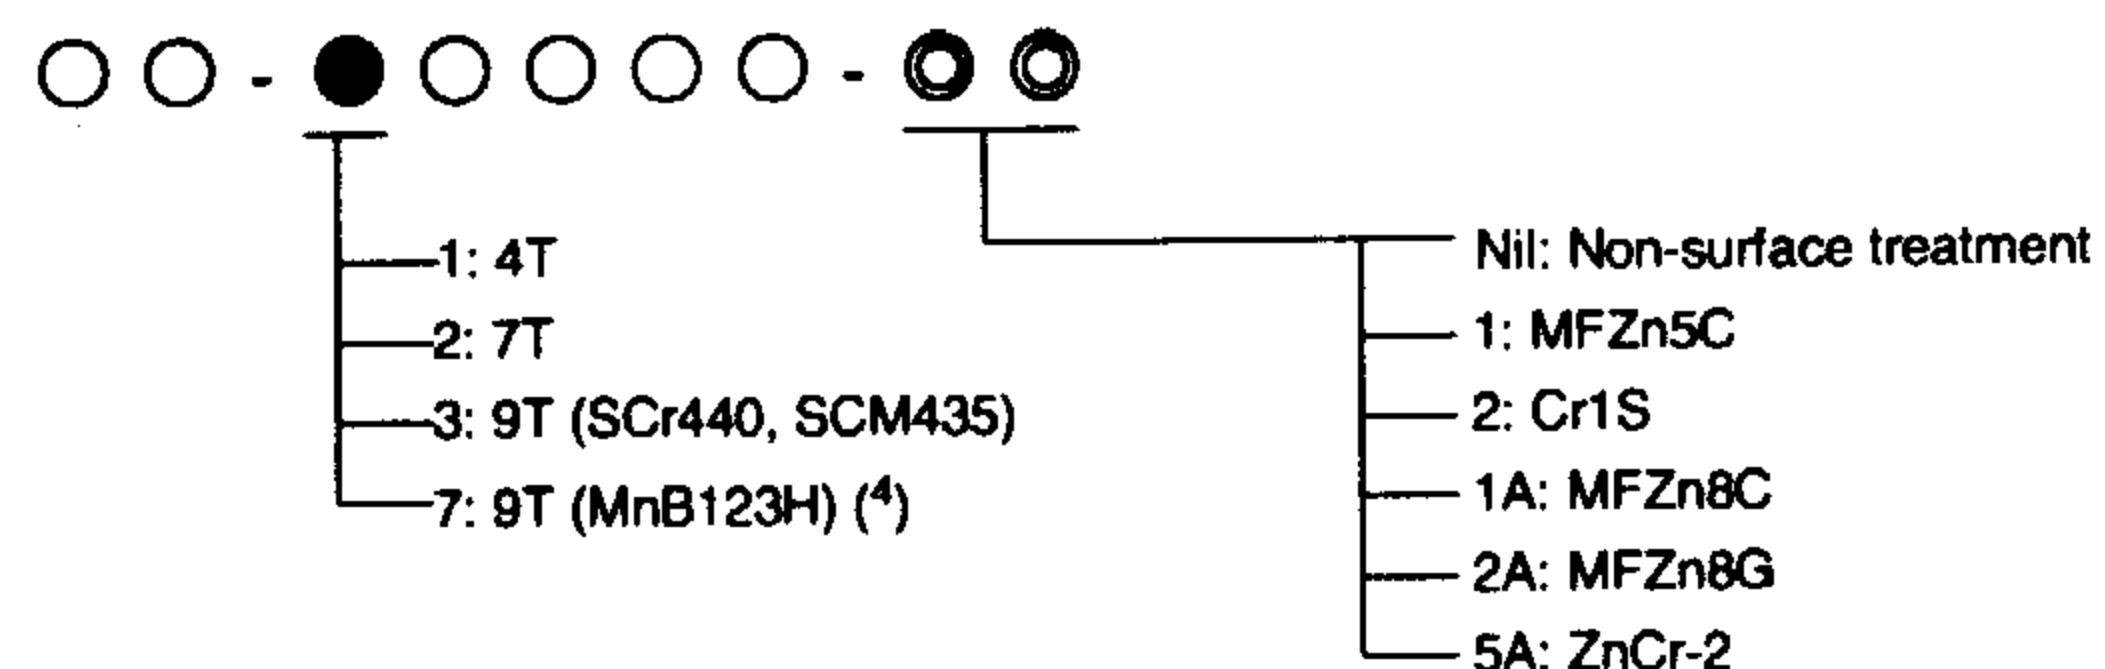 ○ ○ - ● ○ ○ ○ ○ - ◎ ◎
1: 4T
2: 7T
3: 9T (SCr440, SCM435)
7: 9T (MnB123H) (⁴)
Nil: Non-surface treatment
1: MFZn5C
2: Cr1S
1A: MFZn8C
2A: MFZn8G
5A: ZnCr-2